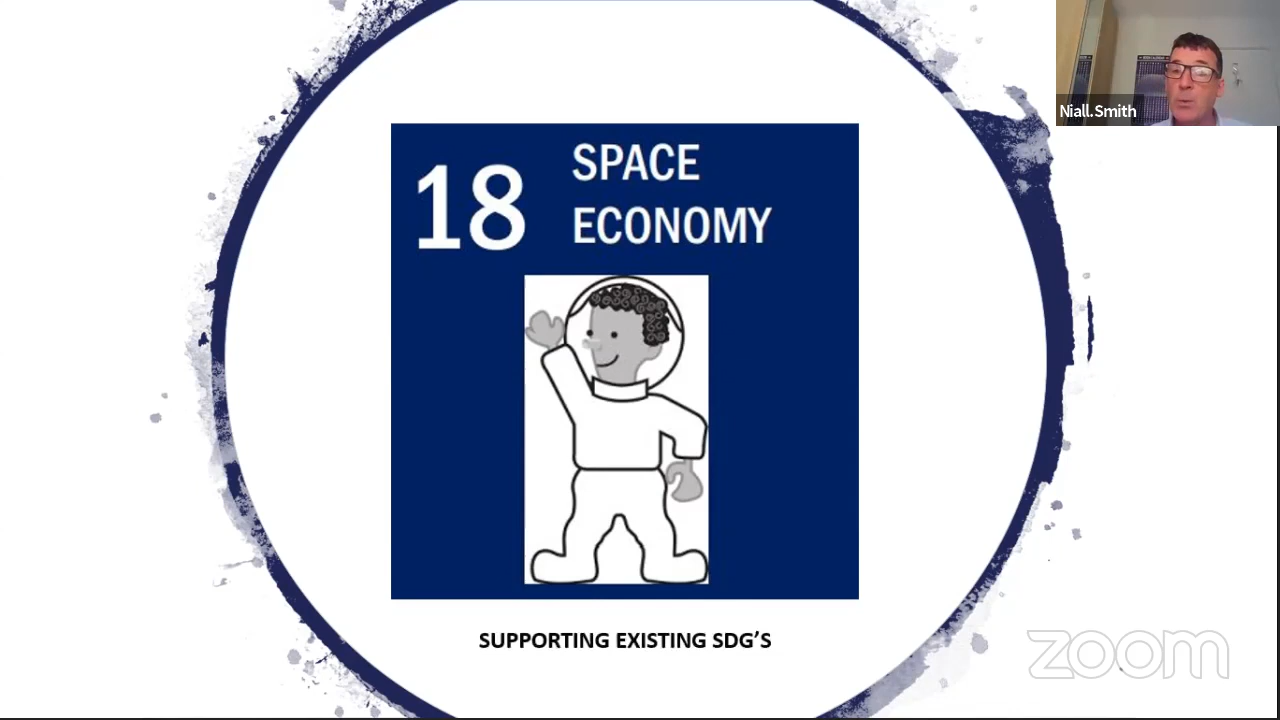 Niall.Smith
18
SPACE
ECONOMY
SUPPORTING EXISTING SDG'S
zoom